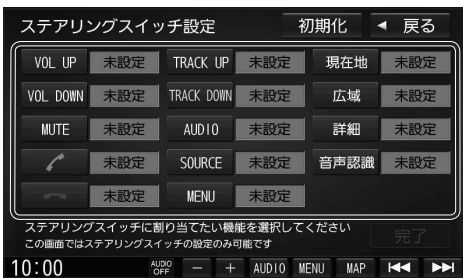 ステアリングスイッチ設定 初期化 ◀ 戻る
VOL UP 未設定 TRACK UP 未設定 現在地 未設定
VOL DOWN 未設定 TRACK DOWN 未設定 広域 未設定
MUTE 未設定 AUDIO 未設定 詳細 未設定
未設定 SOURCE 未設定 音声認識 未設定
未設定 MENU 未設定
ステアリングスイッチに割り当てたい機能を選択してください
この画面ではステアリングスイッチの設定のみ可能です 完了
10:00 AUDIO OFF − + AUDIO MENU MAP